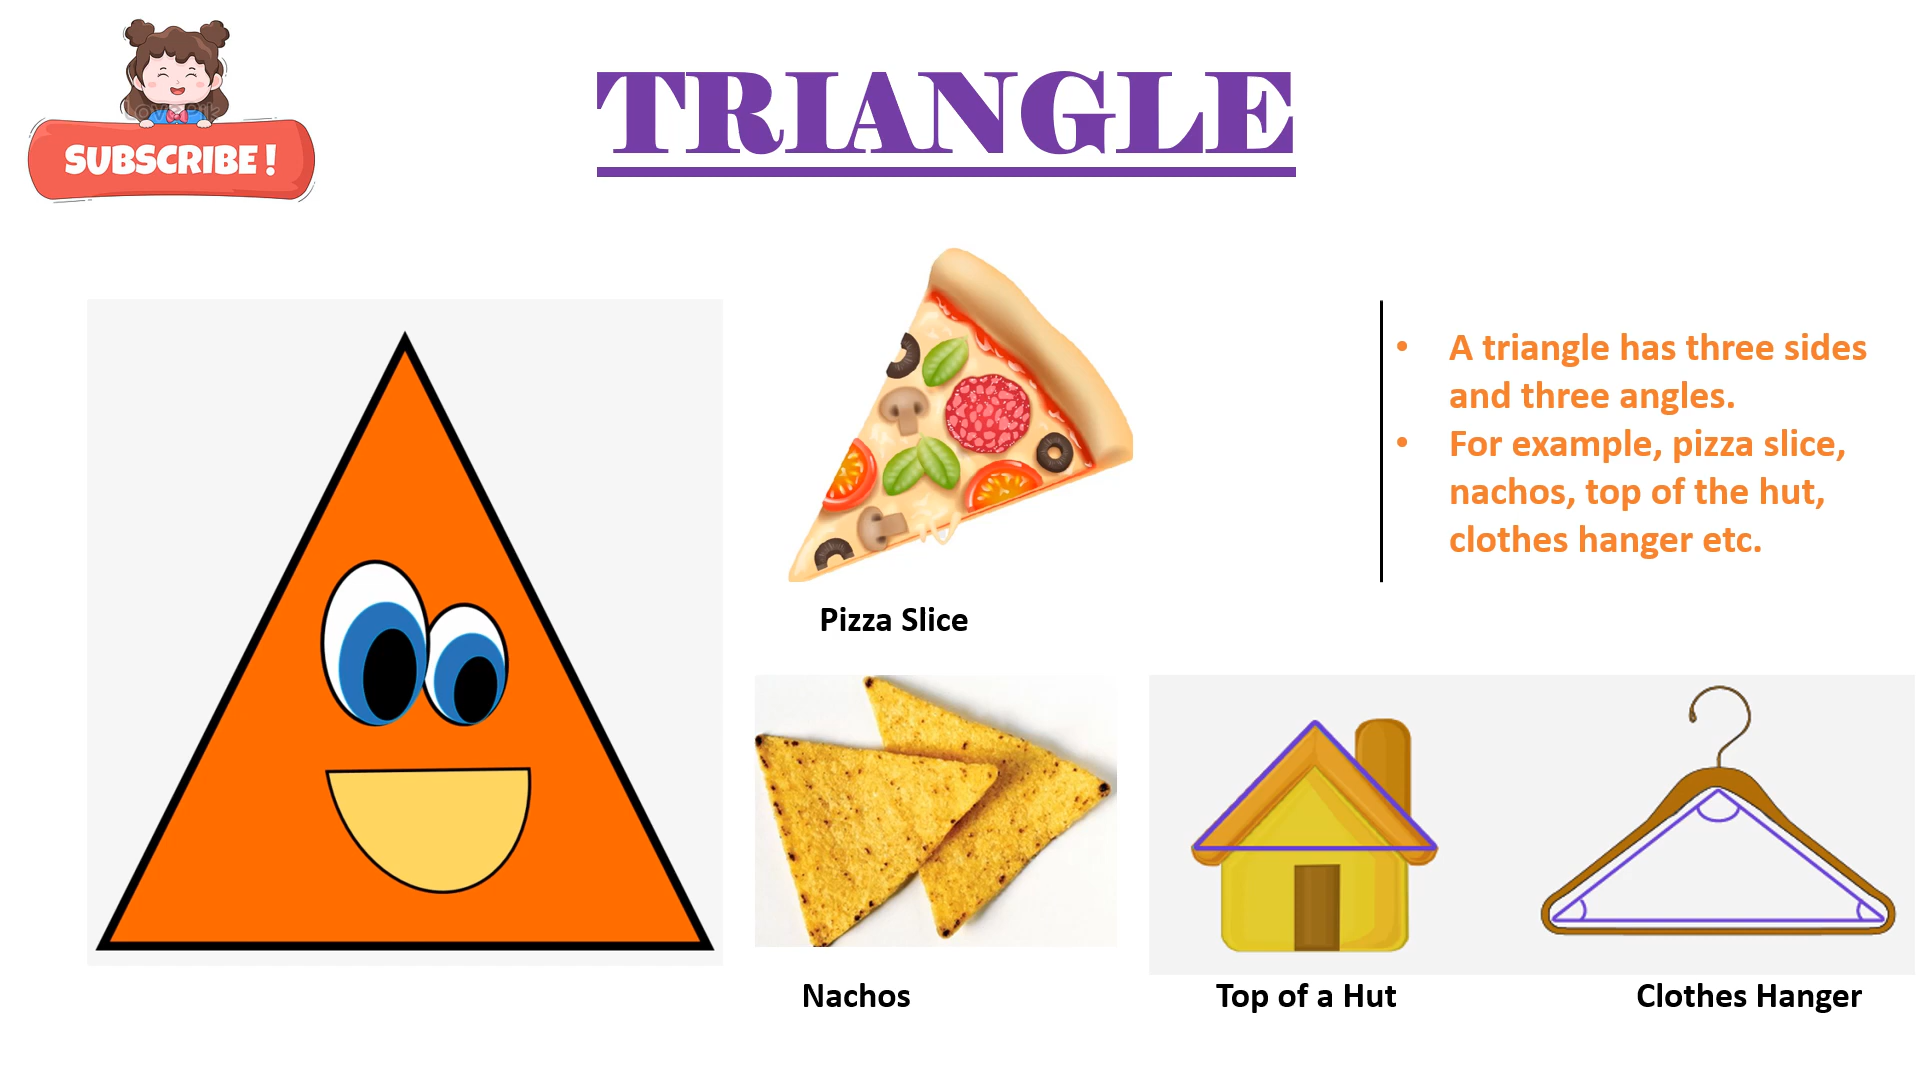 TRIANGLE
SUBSCRIBE !
• A triangle has three sides
and three angles.
• For example, pizza slice,
nachos, top of the hut,
clothes hanger etc.
Pizza Slice
Nachos
Top of a Hut
Clothes Hanger